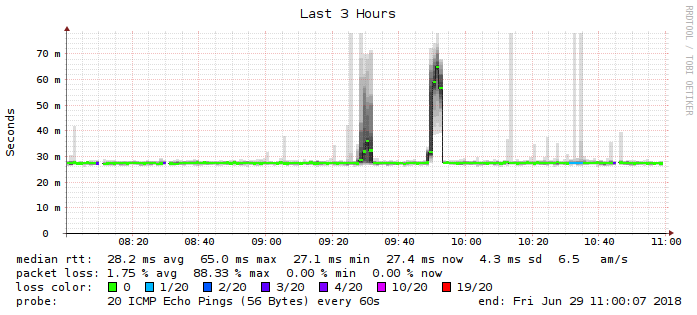 Last 3 Hours
RRDTOOL / TOBI OETIKER
Seconds
70 m
60 m
50 m
40 m
30 m
20 m
10 m
0
08:20 08:40 09:00 09:20 09:40 10:00 10:20 10:40 11:00
median rtt: 28.2 ms avg 65.0 ms max 27.1 ms min 27.4 ms now 4.3 ms sd 6.5 am/s
packet loss: 1.75 % avg 88.33 % max 0.00 % min 0.00 % now
loss color: 0 1/20 2/20 3/20 4/20 10/20 19/20
probe: 20 ICMP Echo Pings (56 Bytes) every 60s end: Fri Jun 29 11:00:07 2018